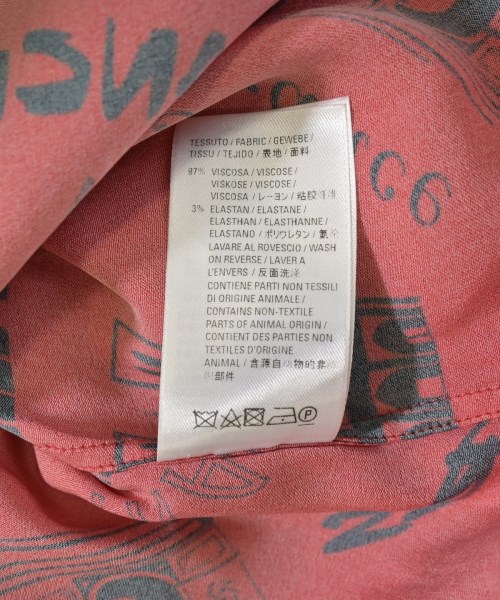 TESSUTO / FABRIC / GEWEBE /
TISSU / TEJIDO / 表地 / 面料
97% VISCOSA / VISCOSE /
VISKOSE / VISCOSE /
VISCOSA / レーヨン / 粘胶纤维
3% ELASTAN / ELASTANE /
ELASTHAN / ELASTHANNE /
ELASTANO / ポリウレタン / 氨纶
LAVARE AL ROVESCIO / WASH
ON REVERSE / LAVER A
L'ENVERS / 反面洗涤
CONTIENE PARTI NON TESSILI
DI ORIGINE ANIMALE /
CONTAINS NON-TEXTILE
PARTS OF ANIMAL ORIGIN /
CONTIENT DES PARTIES NON
TEXTILES D'ORIGINE
ANIMALE / 含源自动物的非
部件
P